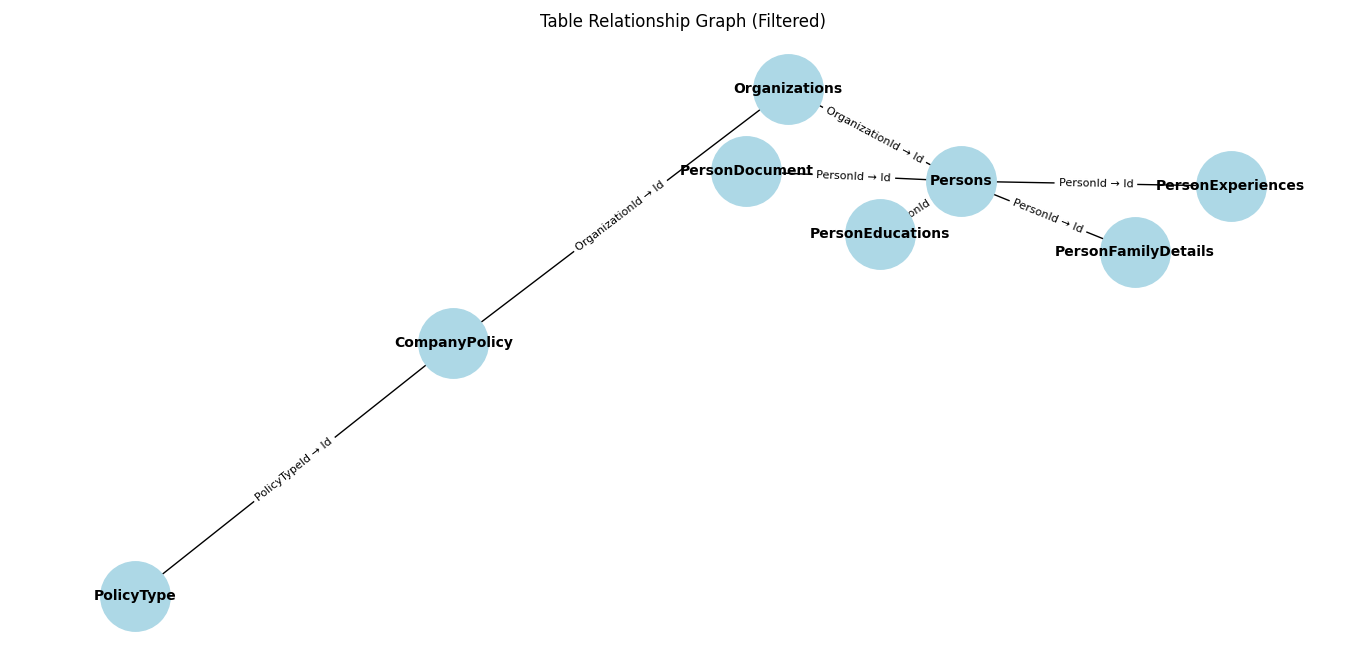 Table Relationship Graph (Filtered)
Organizations
OrganizationId → Id
PersonDocument
PersonId → Id
Persons
PersonId → Id
PersonExperiences
OrganizationId → Id
PersonEducations
PersonId → Id
PersonFamilyDetails
CompanyPolicy
PolicyTypeId → Id
PolicyType